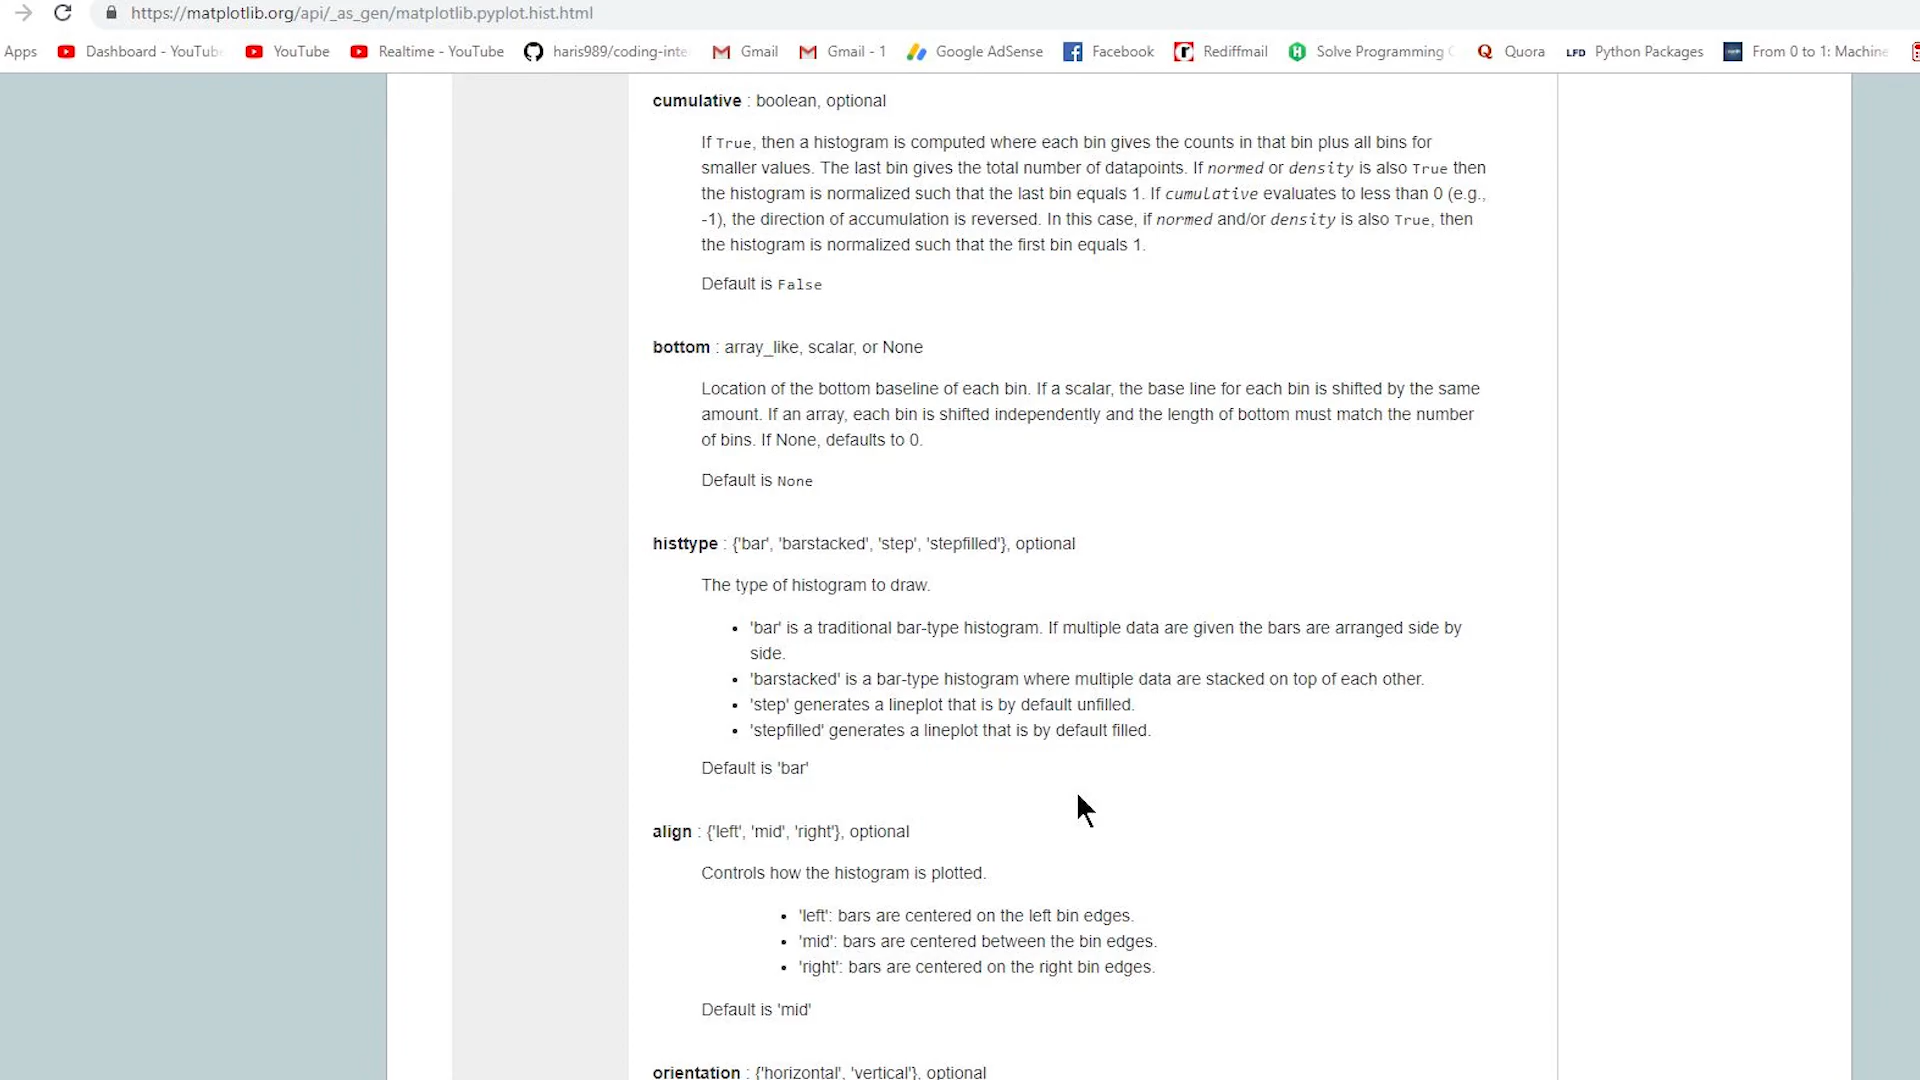 https://matplotlib.org/api/_as_gen/matplotlib.pyplot.hist.html
Apps Dashboard - YouTube YouTube Realtime - YouTube haris989/coding-inte Gmail Gmail - 1 Google AdSense Facebook Rediffmail Solve Programming Quora LFD Python Packages From 0 to 1: Machine
cumulative : boolean, optional
If True, then a histogram is computed where each bin gives the counts in that bin plus all bins for
smaller values. The last bin gives the total number of datapoints. If normed or density is also True then
the histogram is normalized such that the last bin equals 1. If cumulative evaluates to less than 0 (e.g.,
-1), the direction of accumulation is reversed. In this case, if normed and/or density is also True, then
the histogram is normalized such that the first bin equals 1.
Default is False
bottom : array_like, scalar, or None
Location of the bottom baseline of each bin. If a scalar, the base line for each bin is shifted by the same
amount. If an array, each bin is shifted independently and the length of bottom must match the number
of bins. If None, defaults to 0.
Default is None
histtype : {'bar', 'barstacked', 'step', 'stepfilled'}, optional
The type of histogram to draw.
• 'bar' is a traditional bar-type histogram. If multiple data are given the bars are arranged side by
side.
• 'barstacked' is a bar-type histogram where multiple data are stacked on top of each other.
• 'step' generates a lineplot that is by default unfilled.
• 'stepfilled' generates a lineplot that is by default filled.
Default is 'bar'
align : {'left', 'mid', 'right'}, optional
Controls how the histogram is plotted.
• 'left': bars are centered on the left bin edges.
• 'mid': bars are centered between the bin edges.
• 'right': bars are centered on the right bin edges.
Default is 'mid'
orientation : {'horizontal', 'vertical'}, optional